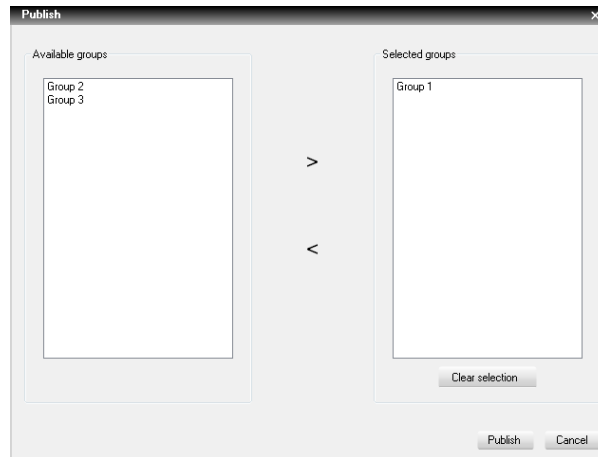 Publish
×
Available groups
Group 2
Group 3
>
<
Selected groups
Group 1
Clear selection
Publish
Cancel